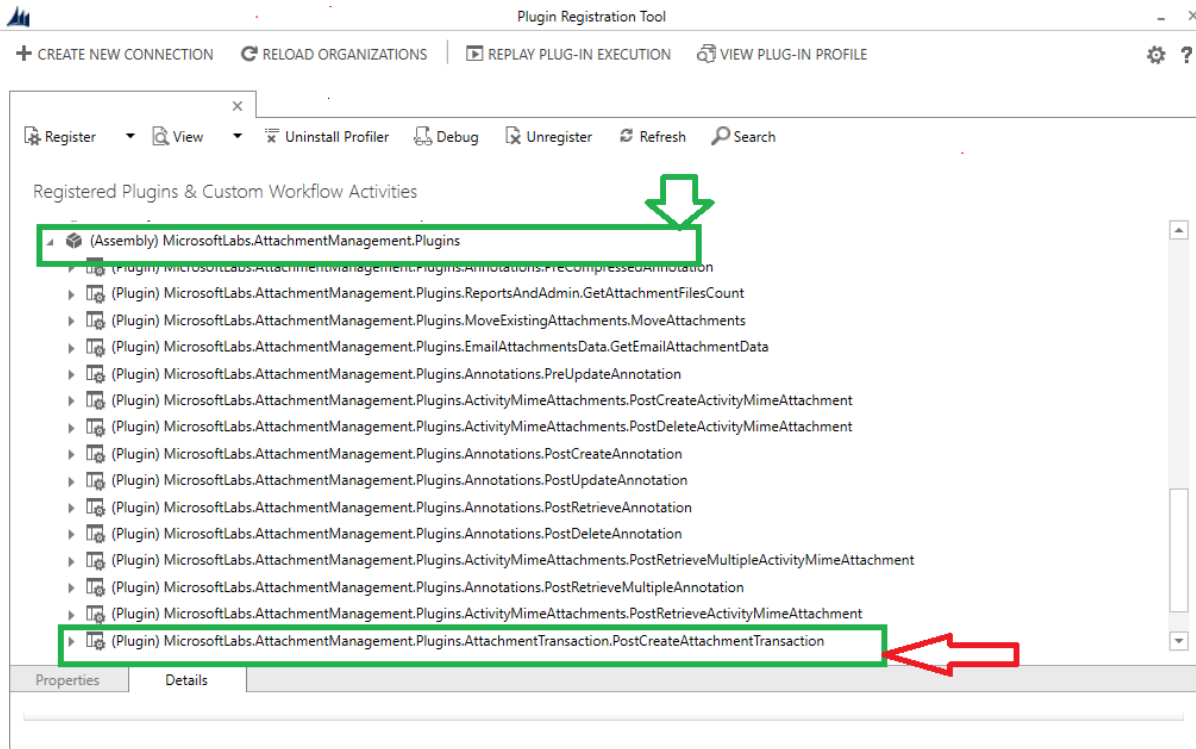 Plugin Registration Tool
CREATE NEW CONNECTION RELOAD ORGANIZATIONS REPLAY PLUG-IN EXECUTION VIEW PLUG-IN PROFILE
Register View Uninstall Profiler Debug Unregister Refresh Search
Registered Plugins & Custom Workflow Activities
(Assembly) MicrosoftLabs.AttachmentManagement.Plugins
(Plugin) MicrosoftLabs.AttachmentManagement.Plugins.Annotations.PreCompressedAnnotation
(Plugin) MicrosoftLabs.AttachmentManagement.Plugins.ReportsAndAdmin.GetAttachmentFilesCount
(Plugin) MicrosoftLabs.AttachmentManagement.Plugins.MoveExistingAttachments.MoveAttachments
(Plugin) MicrosoftLabs.AttachmentManagement.Plugins.EmailAttachmentsData.GetEmailAttachmentData
(Plugin) MicrosoftLabs.AttachmentManagement.Plugins.Annotations.PreUpdateAnnotation
(Plugin) MicrosoftLabs.AttachmentManagement.Plugins.ActivityMimeAttachments.PostCreateActivityMimeAttachment
(Plugin) MicrosoftLabs.AttachmentManagement.Plugins.ActivityMimeAttachments.PostDeleteActivityMimeAttachment
(Plugin) MicrosoftLabs.AttachmentManagement.Plugins.Annotations.PostCreateAnnotation
(Plugin) MicrosoftLabs.AttachmentManagement.Plugins.Annotations.PostUpdateAnnotation
(Plugin) MicrosoftLabs.AttachmentManagement.Plugins.Annotations.PostRetrieveAnnotation
(Plugin) MicrosoftLabs.AttachmentManagement.Plugins.Annotations.PostDeleteAnnotation
(Plugin) MicrosoftLabs.AttachmentManagement.Plugins.ActivityMimeAttachments.PostRetrieveMultipleActivityMimeAttachment
(Plugin) MicrosoftLabs.AttachmentManagement.Plugins.Annotations.PostRetrieveMultipleAnnotation
(Plugin) MicrosoftLabs.AttachmentManagement.Plugins.ActivityMimeAttachments.PostRetrieveActivityMimeAttachment
(Plugin) MicrosoftLabs.AttachmentManagement.Plugins.AttachmentTransaction.PostCreateAttachmentTransaction
Properties Details